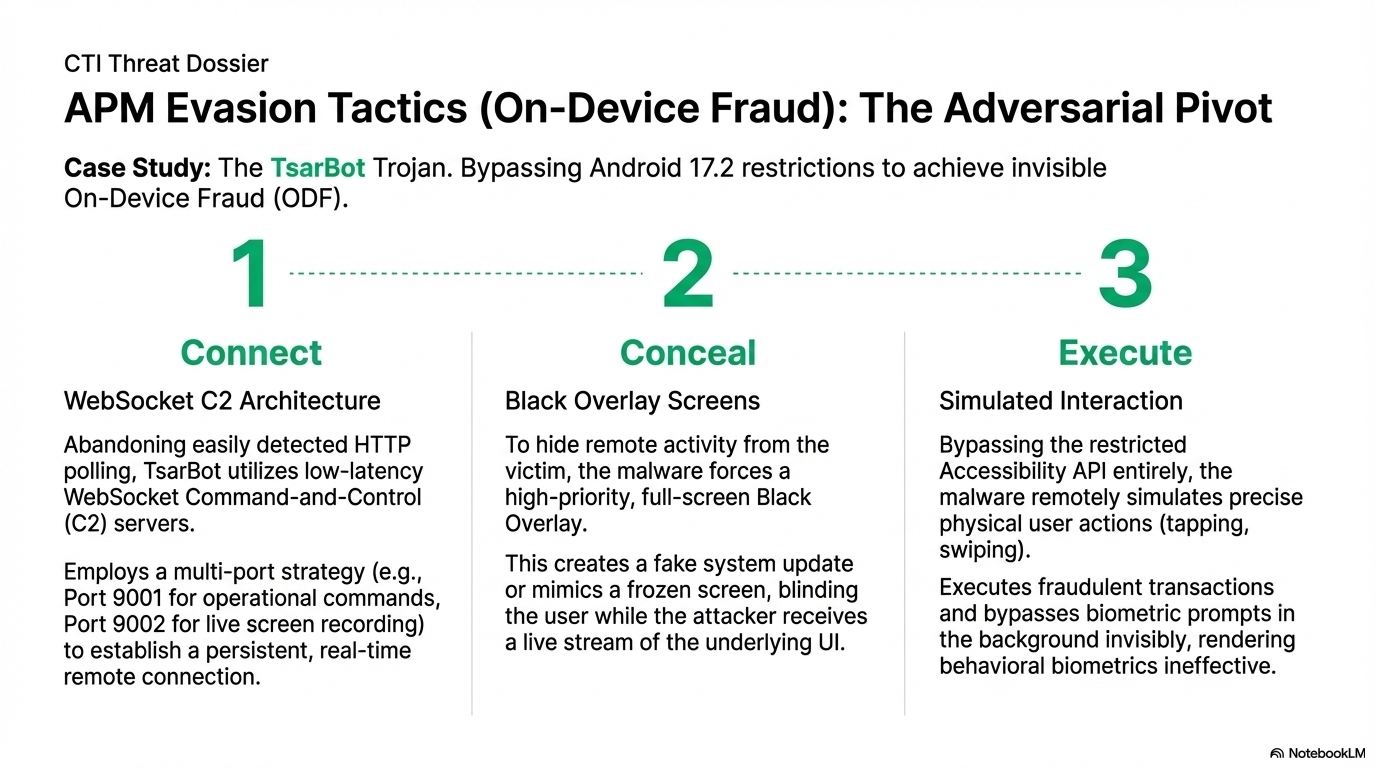 CTI Threat Dossier
APM Evasion Tactics (On-Device Fraud): The Adversarial Pivot
Case Study: The TsarBot Trojan. Bypassing Android 17.2 restrictions to achieve invisible
On-Device Fraud (ODF).
1
Connect
WebSocket C2 Architecture
Abandoning easily detected HTTP
polling, TsarBot utilizes low-latency
WebSocket Command-and-Control
(C2) servers.
Employs a multi-port strategy (e.g.,
Port 9001 for operational commands,
Port 9002 for live screen recording)
to establish a persistent, real-time
remote connection.
2
Conceal
Black Overlay Screens
To hide remote activity from the
victim, the malware forces a
high-priority, full-screen Black
Overlay.
This creates a fake system update
or mimics a frozen screen, blinding
the user while the attacker receives
a live stream of the underlying UI.
3
Execute
Simulated Interaction
Bypassing the restricted
Accessibility API entirely, the
malware remotely simulates precise
physical user actions (tapping,
swiping).
Executes fraudulent transactions
and bypasses biometric prompts in
the background invisibly, rendering
behavioral biometrics ineffective.
NotebookLM